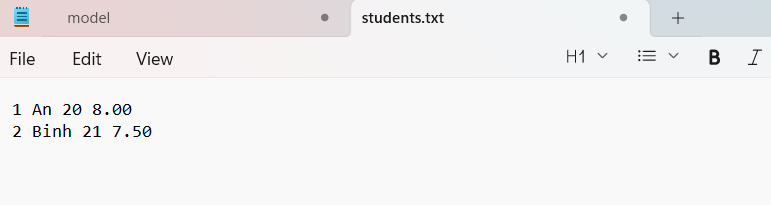 model
students.txt
File Edit View
H1
B I
1 An 20 8.00
2 Binh 21 7.50